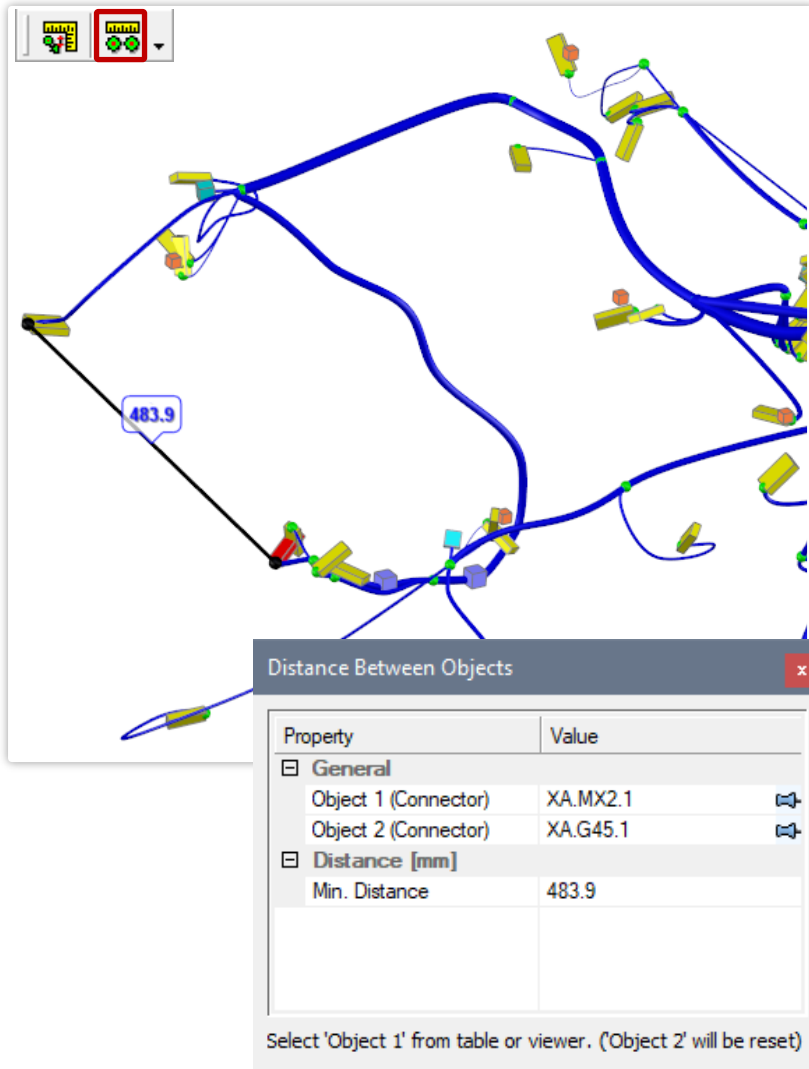 483.9
Distance Between Objects
x
Property Value
General
Object 1 (Connector) XA.MX2.1
Object 2 (Connector) XA.G45.1
Distance [mm]
Min. Distance 483.9
Select 'Object 1' from table or viewer. ('Object 2' will be reset)